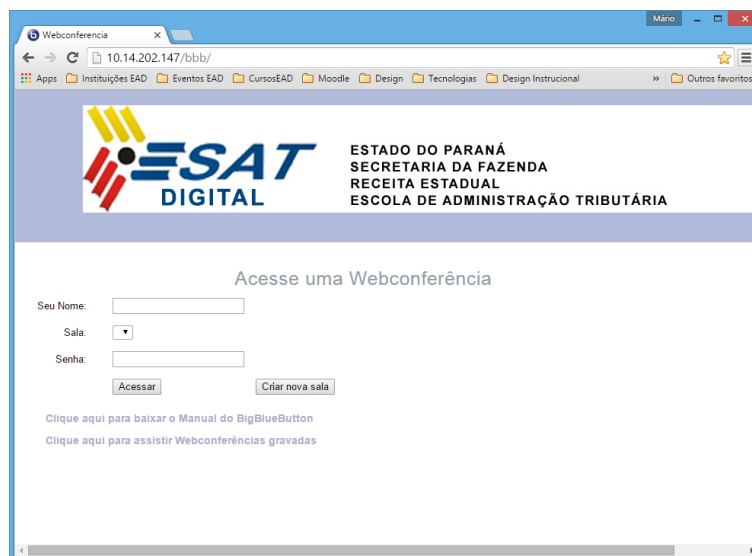 Mário
Webconferencia
10.14.202.147/bbb/
Apps Instituições EAD Eventos EAD CursosEAD Moodle Design Tecnologias Design Instrucional » Outros favoritos
ESAT
DIGITAL
ESTADO DO PARANÁ
SECRETARIA DA FAZENDA
RECEITA ESTADUAL
ESCOLA DE ADMINISTRAÇÃO TRIBUTÁRIA
Acesse uma Webconferência
Seu Nome:
Sala:
Senha:
Acessar Criar nova sala
Clique aqui para baixar o Manual do BigBlueButton
Clique aqui para assistir Webconferências gravadas